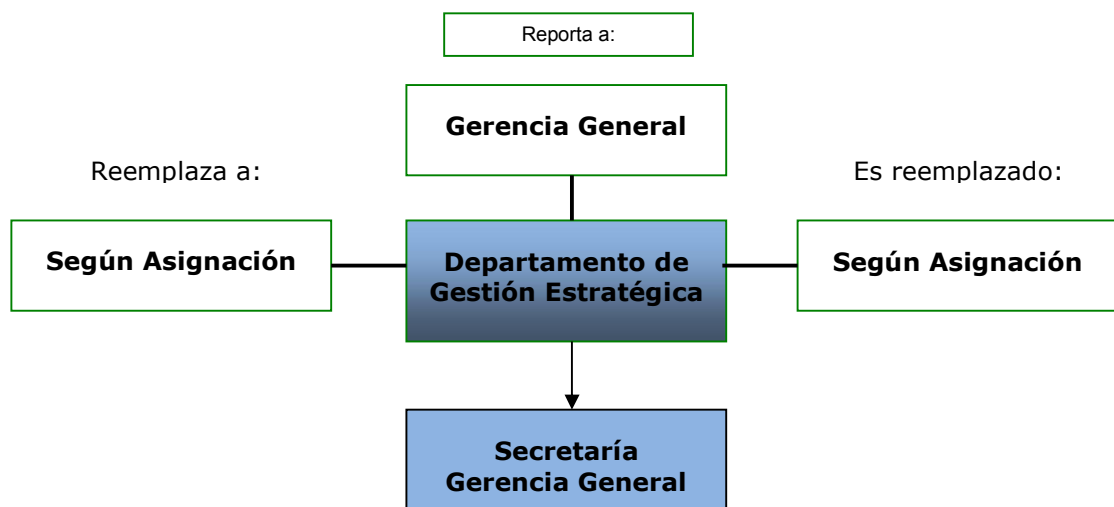 Reporta a:
Gerencia General
Reemplaza a:
Es reemplazado:
Según Asignación
Departamento de
Gestión Estratégica
Según Asignación
Secretaría
Gerencia General